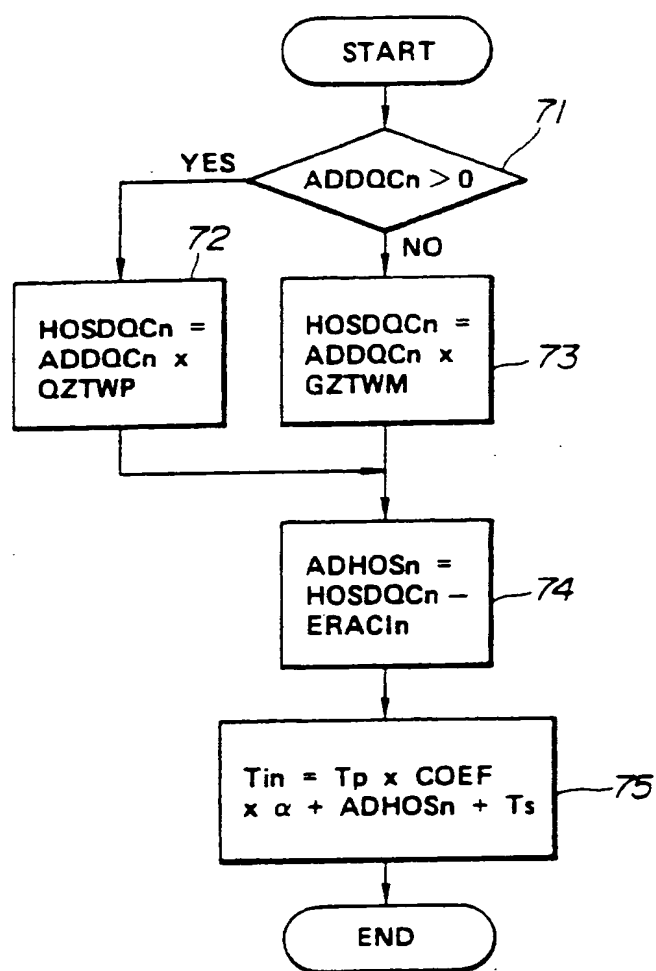 START
71
ADDQCn > 0
YES
NO
72
HOSDQCn =
ADDQCn x
QZTWP
HOSDQCn =
ADDQCn x
GZTWM
73
ADHOSn =
HOSDQCn –
ERACIn
74
Tin = Tp x COEF
x α + ADHOSn + Ts
75
END